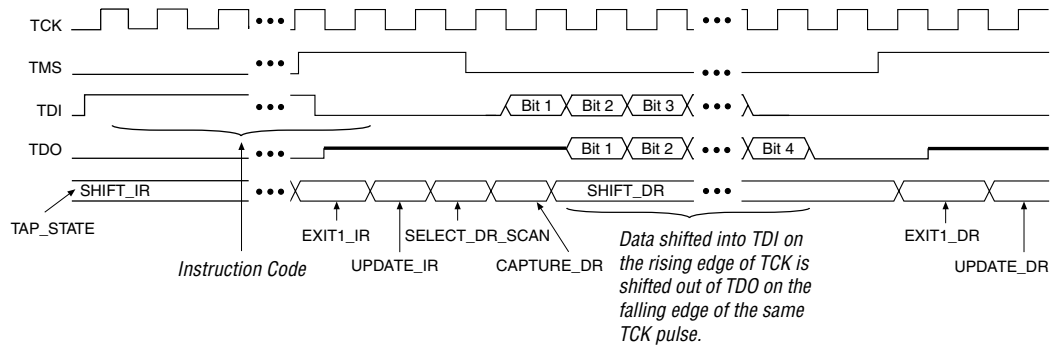 TCK
TMS
TDI Bit 1 Bit 2 Bit 3
TDO Bit 1 Bit 2 Bit 4
SHIFT_IR SHIFT_DR
TAP_STATE
EXIT1_IR SELECT_DR_SCAN EXIT1_DR
Instruction Code UPDATE_IR CAPTURE_DR UPDATE_DR
Data shifted into TDI on
the rising edge of TCK is
shifted out of TDO on the
falling edge of the same
TCK pulse.